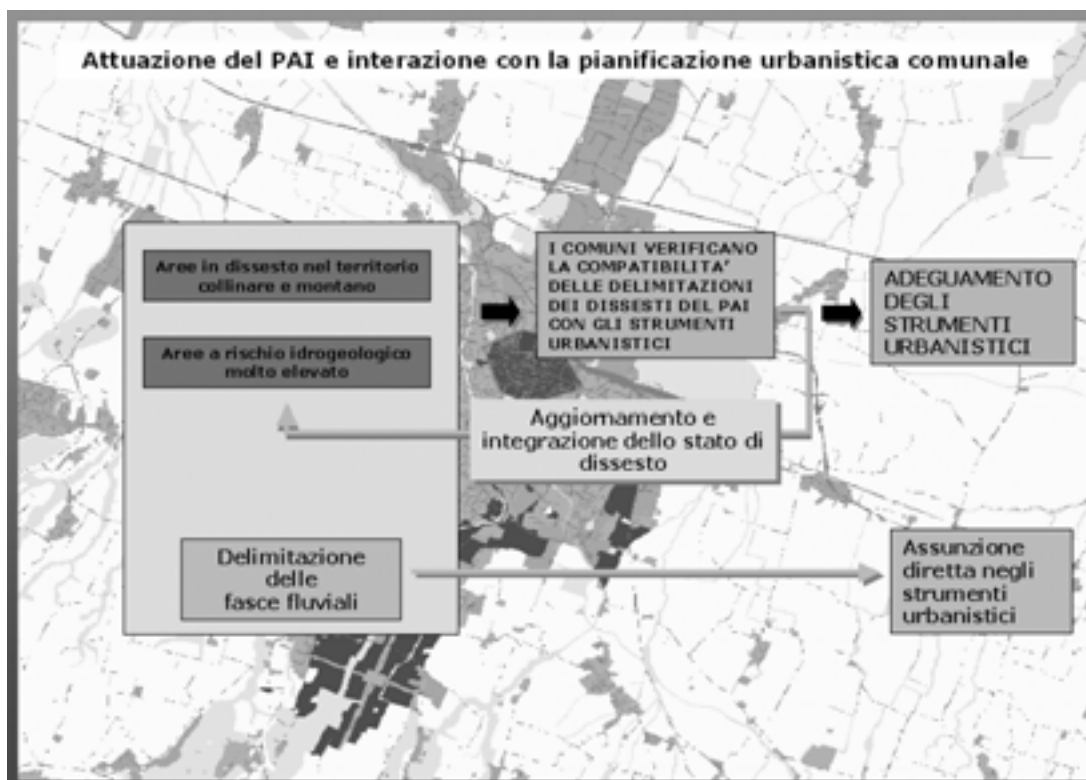 Attuazione del PAI e interazione con la pianificazione urbanistica comunale
Aree in dissesto nel territorio
collinare e montano
Aree a rischio idrogeologico
molto elevato
I COMUNI VERIFICANO
LA COMPATIBILITA'
DELLE DELIMITAZIONI
DEI DISSESTI DEL PAI
CON GLI STRUMENTI
URBANISTICI
ADEGUAMENTO
DEGLI
STRUMENTI
URBANISTICI
Aggiornamento e
integrazione dello stato di
dissesto
Delimitazione
delle
fasce fluviali
Assunzione
diretta negli
strumenti
urbanistici